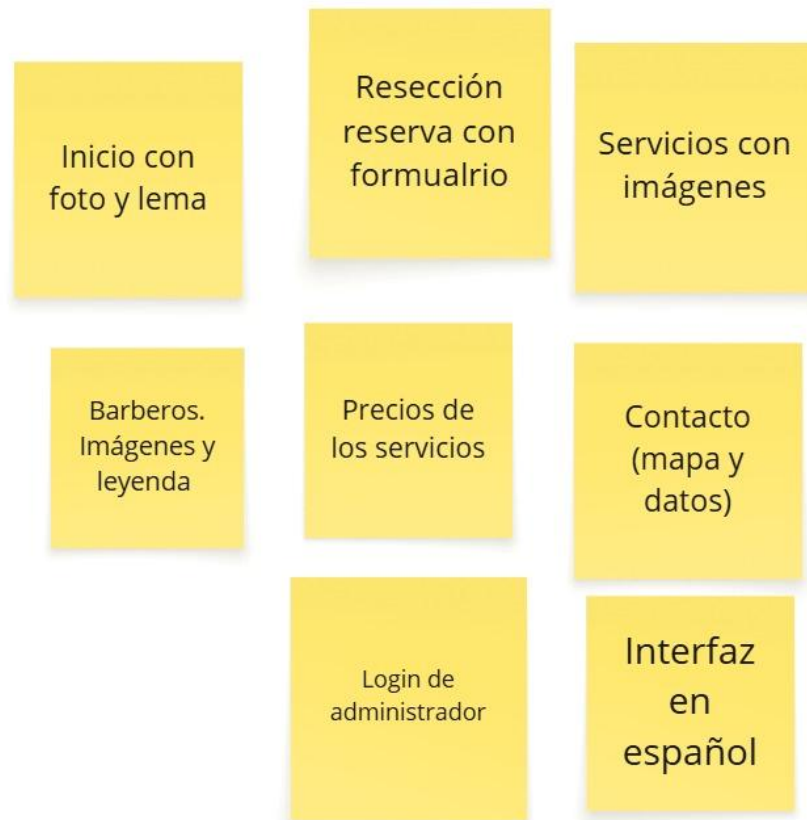 Inicio con
foto y lema
Resección
reserva con
formualrio
Servicios con
imágenes
Barberos.
Imágenes y
leyenda
Precios de
los servicios
Contacto
(mapa y
datos)
Login de
administrador
Interfaz
en
español